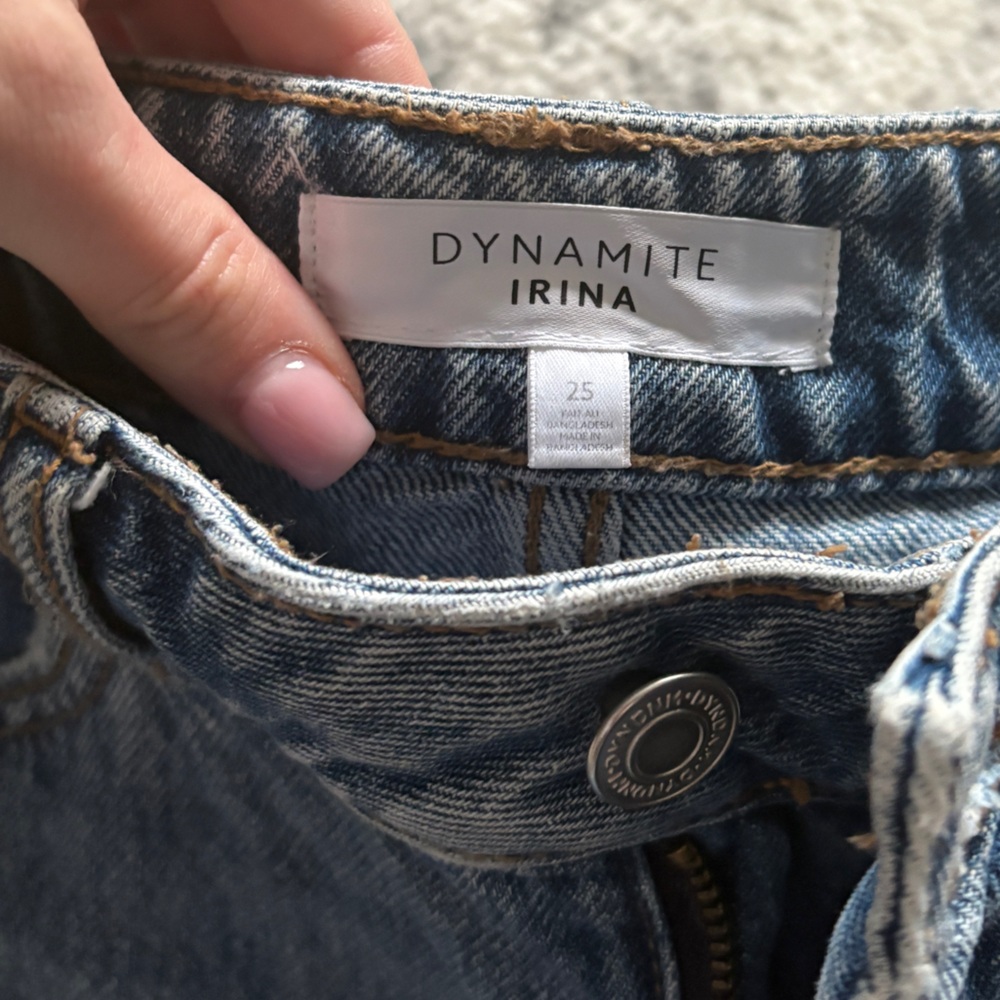 DYNAMITE
IRINA
25
FAIT AU
BANGLADESH
MADE IN
BANGLADESH